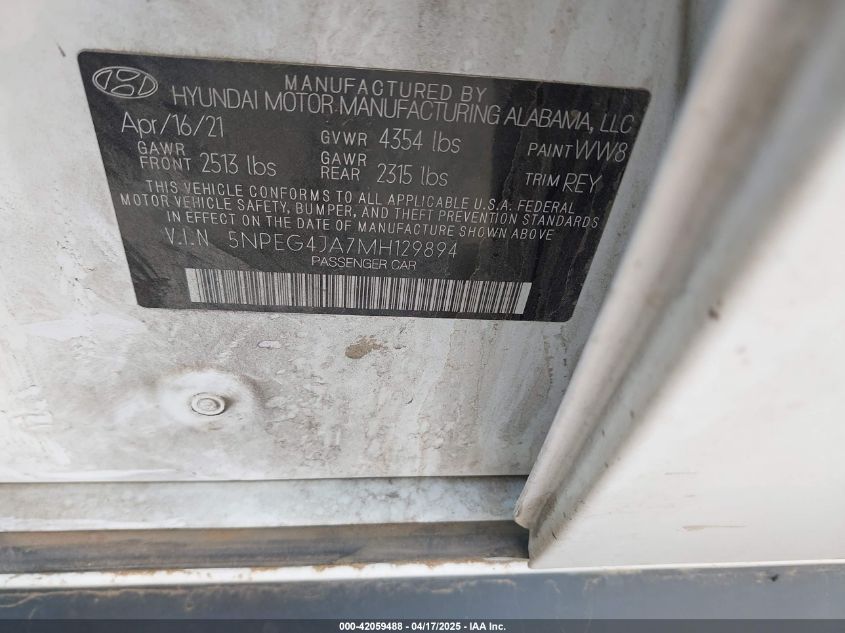 MANUFACTURED BY
HYUNDAI MOTOR MANUFACTURING ALABAMA, LLC
Apr/16/21 GVWR 4354 lbs PAINT WW8
GAWR FRONT 2513 lbs GAWR REAR 2315 lbs TRIM REY
THIS VEHICLE CONFORMS TO ALL APPLICABLE U.S.A. FEDERAL
MOTOR VEHICLE SAFETY, BUMPER, AND THEFT PREVENTION STANDARDS
IN EFFECT ON THE DATE OF MANUFACTURE SHOWN ABOVE
V.I.N 5NPEG4JA7MH129894
PASSENGER CAR
000-42059488 - 04/17/2025 - IAA Inc.